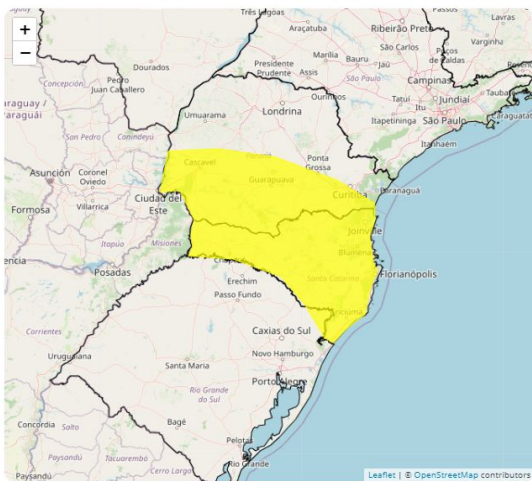 Três Lagoas
Passos
Lavras
Araçatuba
Ribeirão Preto
São Carlos
Poços de Caldas
Varginha
Marília
Bauru
Jaú
Dourados
Presidente Prudente
Assis
São Paulo
Campinas
Pedro Juan Caballero
Concepción
Ourinhos
Tatuí
Itu
Jundiaí
Taubaté
Umuarama
Londrina
Itapetininga
São Paulo
Caraguatatuba
San Pedro
Canindeyú
Itanhaém
Cascavel
Paraná
Ponta Grossa
Asunción
Coronel Oviedo
Guarapuava
Curitiba
Paranaguá
Ciudad del Este
Villarrica
Formosa
Joinville
Itapúa
Misiones
Blumenau
Posadas
Erechim
Santa Catarina
Florianópolis
Passo Fundo
Criciúma
Corrientes
Caxias do Sul
Uruguaiana
Novo Hamburgo
Santa Maria
Porto Alegre
Rio Grande do Sul
Bagé
Concordia
Salto
Pelotas
Tacuarembó
Rio Grande
Paysandú
Paysandú
Cerro Largo
+
−
Leaflet | © OpenStreetMap contributors